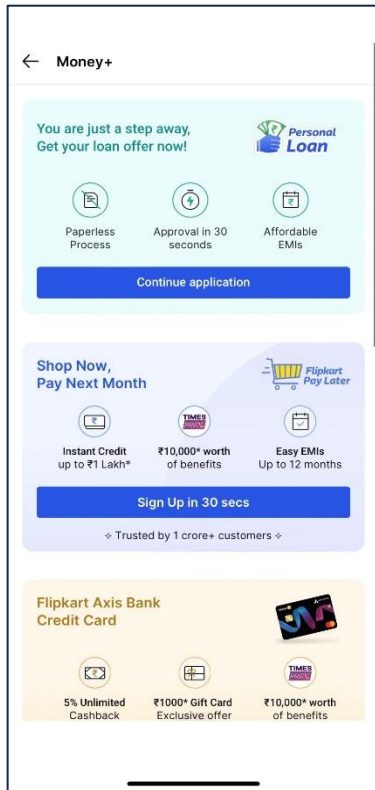 Money+
You are just a step away,
Get your loan offer now!
Personal
Loan
Paperless
Process
Approval in 30
seconds
Affordable
EMIs
Continue application
Shop Now,
Pay Next Month
Flipkart
Pay Later
Instant Credit
up to ₹1 Lakh*
TIMES
PRIME
₹10,000* worth
of benefits
Easy EMIs
Up to 12 months
Sign Up in 30 secs
Trusted by 1 crore+ customers
Flipkart Axis Bank
Credit Card
5% Unlimited
Cashback
₹1000* Gift Card
Exclusive offer
TIMES
PRIME
₹10,000* worth
of benefits